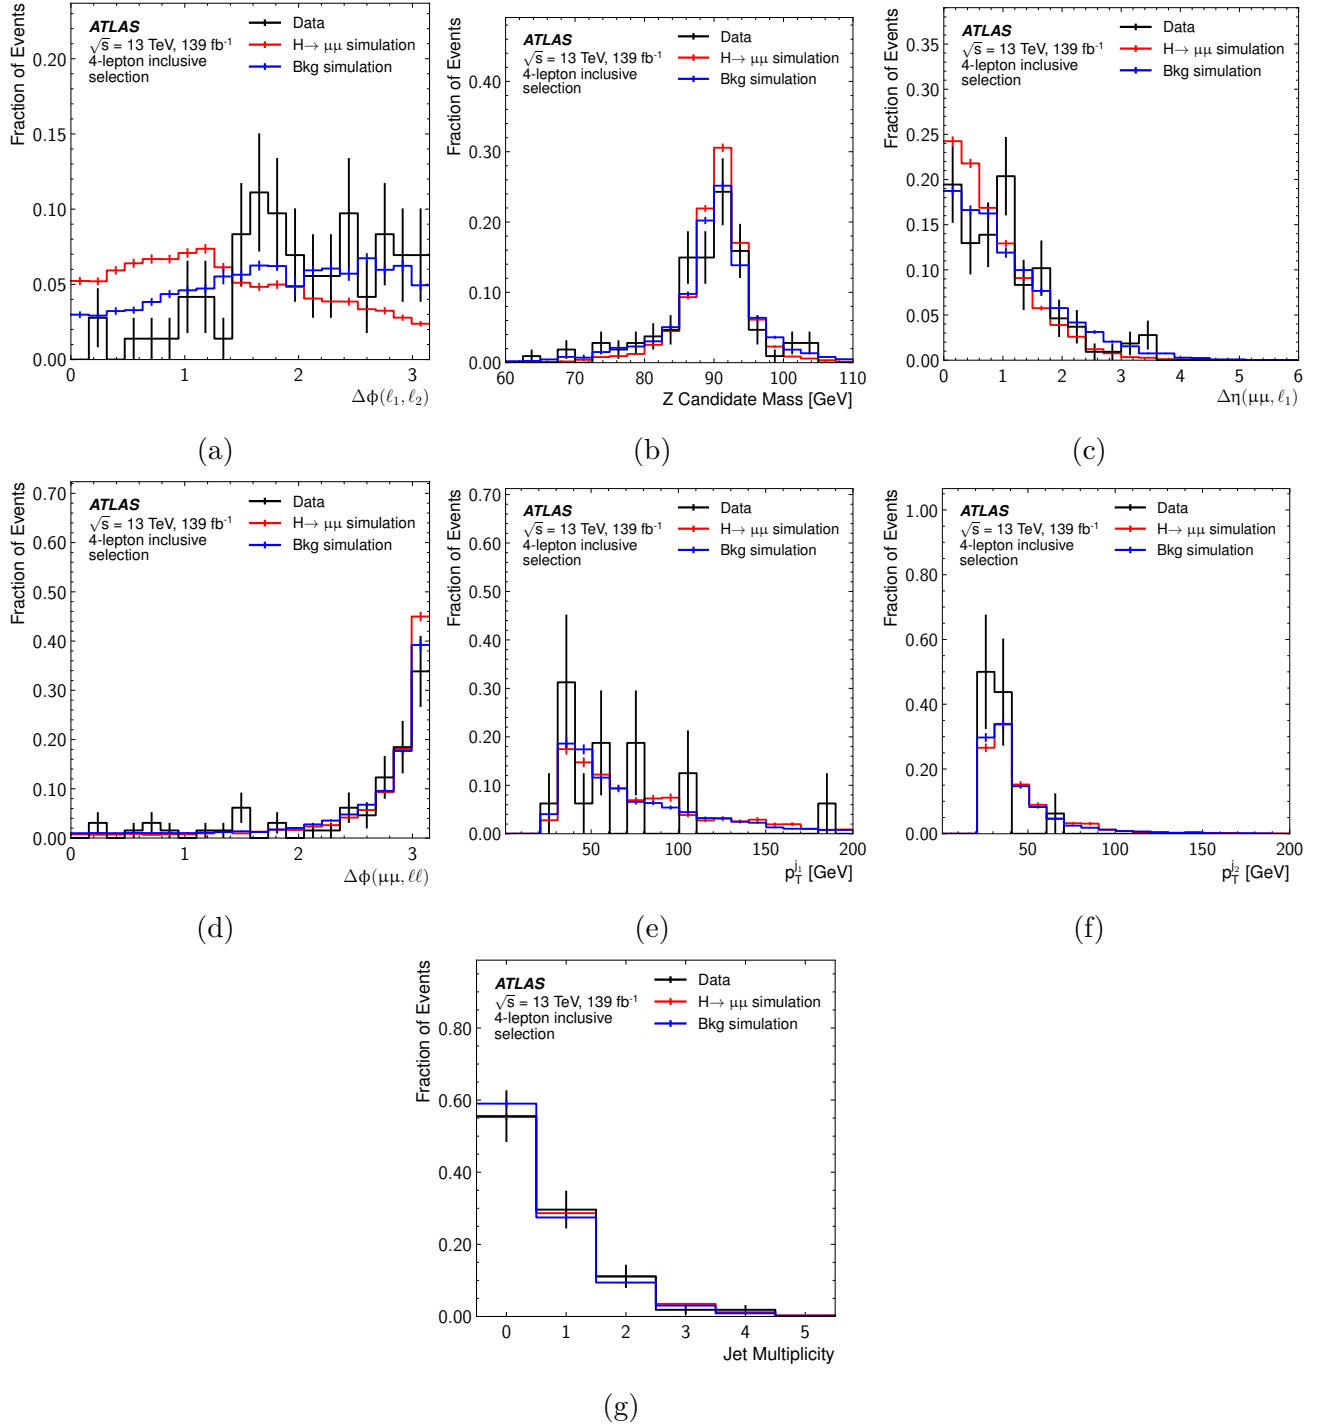 ATLAS
√s = 13 TeV, 139 fb⁻¹
4-lepton inclusive
selection
Data
H→ μμ simulation
Bkg simulation
Fraction of Events
0.20
0.15
0.10
0.05
0.00
0 1 2 3
Δϕ(ℓ₁, ℓ₂)
(a)
ATLAS
√s = 13 TeV, 139 fb⁻¹
4-lepton inclusive
selection
Data
H→ μμ simulation
Bkg simulation
Fraction of Events
0.40
0.30
0.20
0.10
0.00
60 70 80 90 100 110
Z Candidate Mass [GeV]
(b)
ATLAS
√s = 13 TeV, 139 fb⁻¹
4-lepton inclusive
selection
Data
H→ μμ simulation
Bkg simulation
Fraction of Events
0.35
0.30
0.25
0.20
0.15
0.10
0.05
0.00
0 1 2 3 4 5 6
Δη(μμ, ℓ₁)
(c)
ATLAS
√s = 13 TeV, 139 fb⁻¹
4-lepton inclusive
selection
Data
H→ μμ simulation
Bkg simulation
Fraction of Events
0.70
0.60
0.50
0.40
0.30
0.20
0.10
0.00
0 1 2 3
Δϕ(μμ, ℓℓ)
(d)
ATLAS
√s = 13 TeV, 139 fb⁻¹
4-lepton inclusive
selection
Data
H→ μμ simulation
Bkg simulation
Fraction of Events
0.70
0.60
0.50
0.40
0.30
0.20
0.10
0.00
50 100 150 200
p_T^{j₁} [GeV]
(e)
ATLAS
√s = 13 TeV, 139 fb⁻¹
4-lepton inclusive
selection
Data
H→ μμ simulation
Bkg simulation
Fraction of Events
1.00
0.80
0.60
0.40
0.20
0.00
50 100 150 200
p_T^{j₂} [GeV]
(f)
ATLAS
√s = 13 TeV, 139 fb⁻¹
4-lepton inclusive
selection
Data
H→ μμ simulation
Bkg simulation
Fraction of Events
0.80
0.60
0.40
0.20
0.00
0 1 2 3 4 5
Jet Multiplicity
(g)